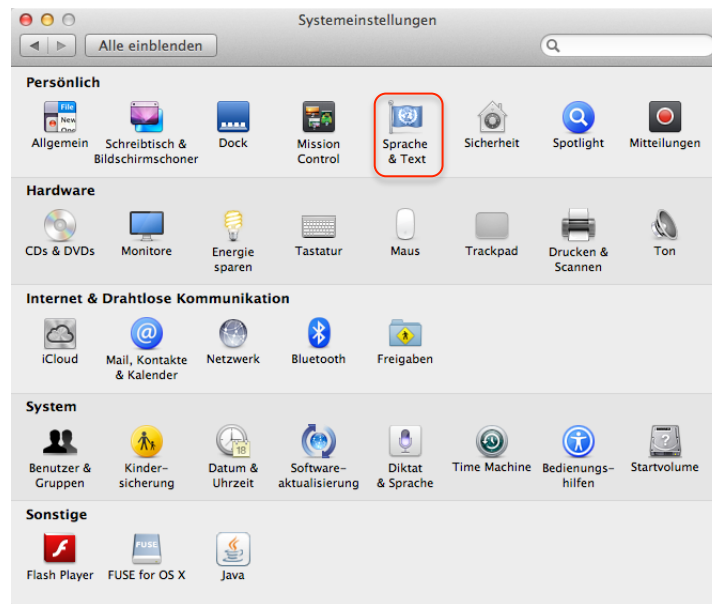 Systemeinstellungen
Alle einblenden
Persönlich
File
New
One
Allgemein
Schreibtisch &
Bildschirmschoner
Dock
Mission
Control
Sprache
& Text
Sicherheit
Spotlight
Mitteilungen
Hardware
CDs & DVDs
Monitore
Energie
sparen
Tastatur
Maus
Trackpad
Drucken &
Scannen
Ton
Internet & Drahtlose Kommunikation
iCloud
@
Mail, Kontakte
& Kalender
Netzwerk
Bluetooth
Freigaben
System
Benutzer &
Gruppen
Kinder-
sicherung
18
Datum &
Uhrzeit
Software-
aktualisierung
Diktat
& Sprache
Time Machine
Bedienungs-
hilfen
?
Startvolume
Sonstige
Flash Player
FUSE
FUSE for OS X
Java